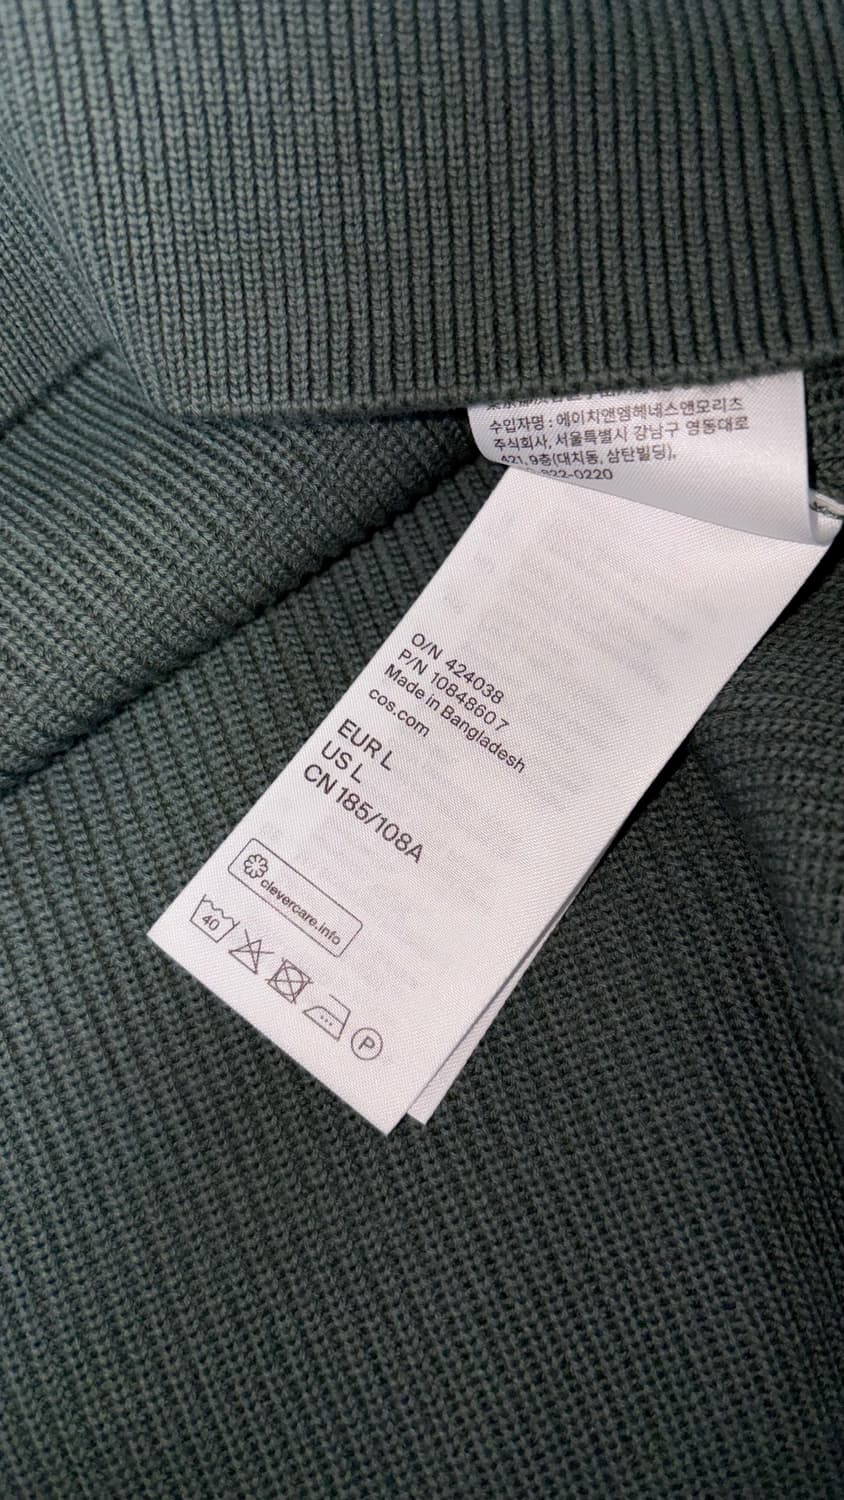 수입자명 : 에이치앤엠헤네스앤모리츠
주식회사, 서울특별시 강남구 영동대로
421, 9층(대치동, 삼탄빌딩),
822-0220
O/N 424038
P/N 10848607
Made in Bangladesh
cos.com
EUR L
US L
CN 185/108A
clevercare.info
40
P